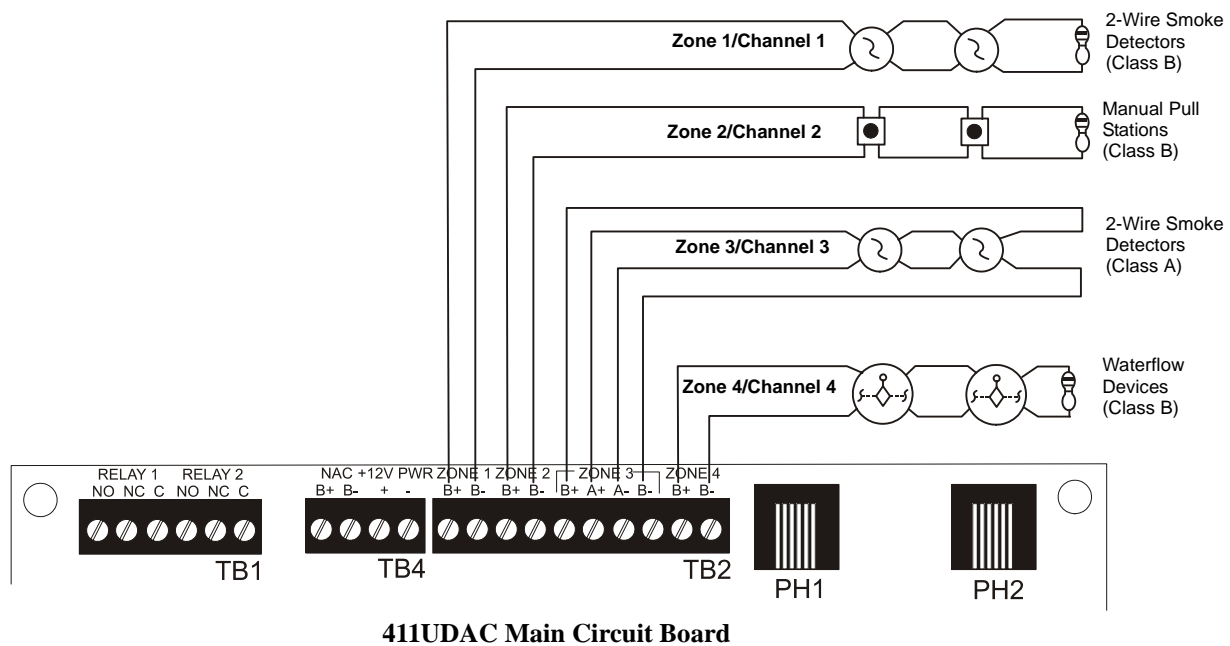 Zone 1/Channel 1
2-Wire Smoke
Detectors
(Class B)
Zone 2/Channel 2
Manual Pull
Stations
(Class B)
Zone 3/Channel 3
2-Wire Smoke
Detectors
(Class A)
Zone 4/Channel 4
Waterflow
Devices
(Class B)
RELAY 1 RELAY 2 NAC +12V PWR ZONE 1 ZONE 2 ZONE 3 ZONE 4
NO NC C NO NC C B+ B- + - B+ B- B+ B- B+ A+ A- B- B+ B-
TB1 TB4 TB2
PH1 PH2
411UDAC Main Circuit Board